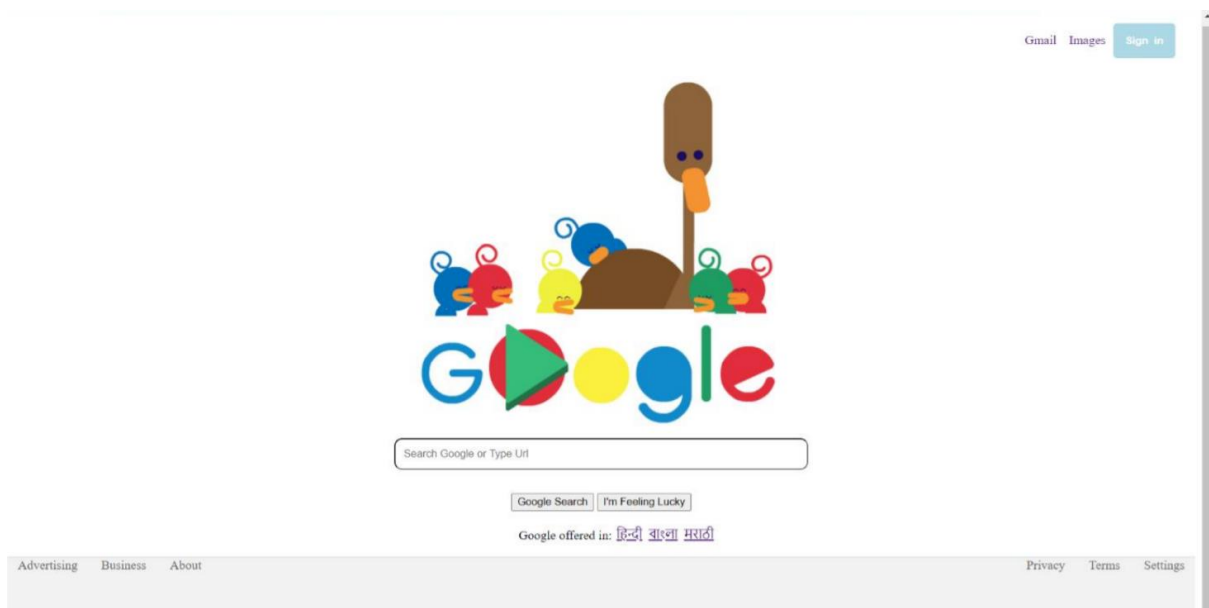 Gmail Images Sign in
Google
Search Google or Type Url
Google Search I'm Feeling Lucky
Google offered in: हिन्दी বাংলা मराठी
Advertising Business About Privacy Terms Settings